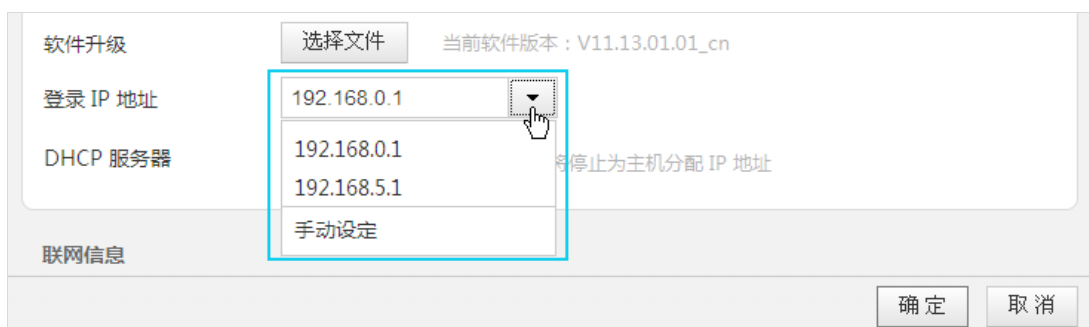 软件升级 选择文件 当前软件版本：V11.13.01.01_cn
登录 IP 地址 192.168.0.1
192.168.0.1
DHCP 服务器 将停止为主机分配 IP 地址
192.168.5.1
手动设定
联网信息
确定 取消